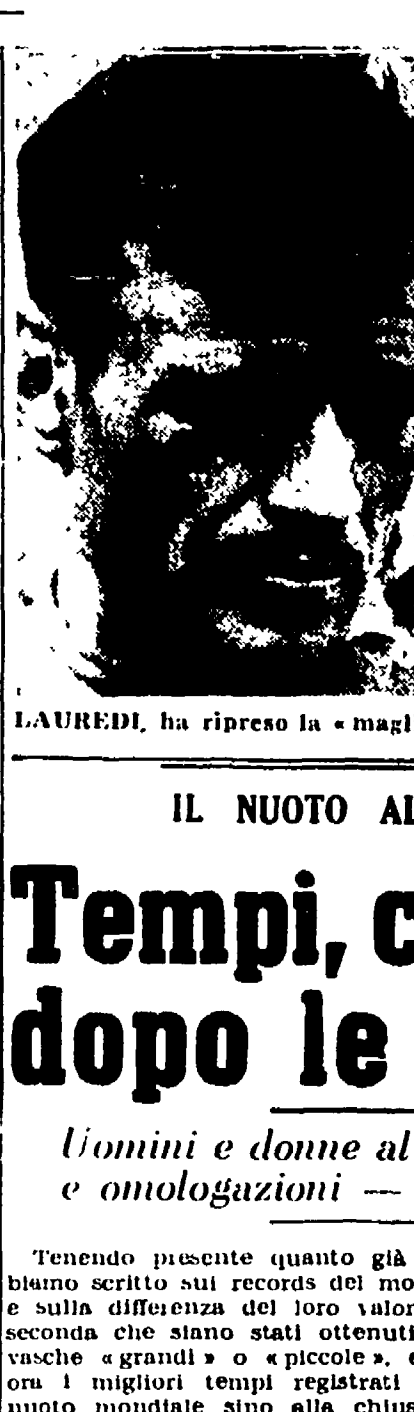 LAUREDI, ha ripreso la « magl
IL NUOTO AL
Tempi, c
dopo le
Uomini e donne al
e omologazioni —
Tenendo presente quanto già
biamo scritto sui records del mo
e sulla differenza del loro valor
seconda che siano stati ottenuti
vasche « grandi » o « piccole », e
ora i migliori tempi registrati
nuoto mondiale sino alla chius